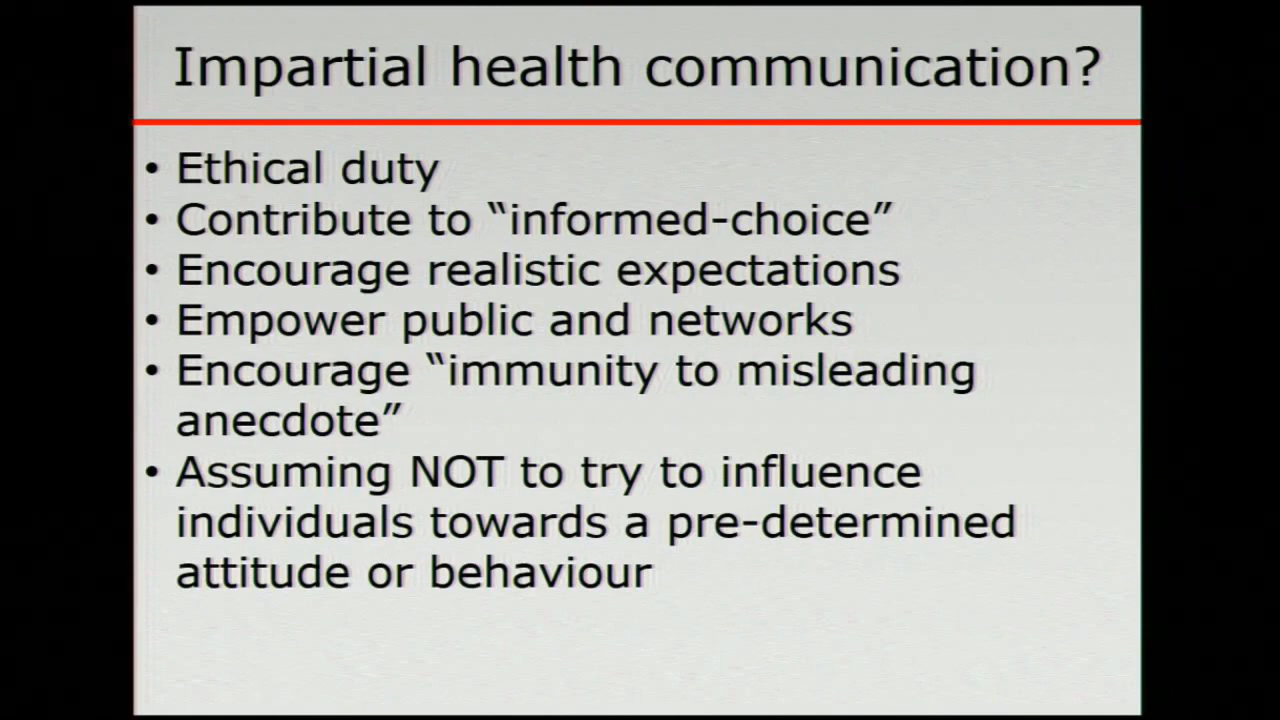 Impartial health communication?
• Ethical duty
• Contribute to “informed-choice”
• Encourage realistic expectations
• Empower public and networks
• Encourage “immunity to misleading
anecdote”
• Assuming NOT to try to influence
individuals towards a pre-determined
attitude or behaviour